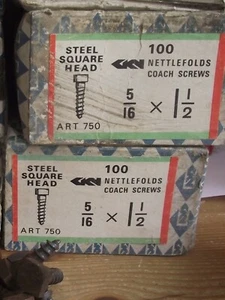 STEEL
SQUARE
HEAD
100
GKN NETTLEFOLDS
COACH SCREWS
5/16 × 1 1/2
ART 750
STEEL
SQUARE
HEAD
100
GKN NETTLEFOLDS
COACH SCREWS
5/16 × 1 1/2
ART 750